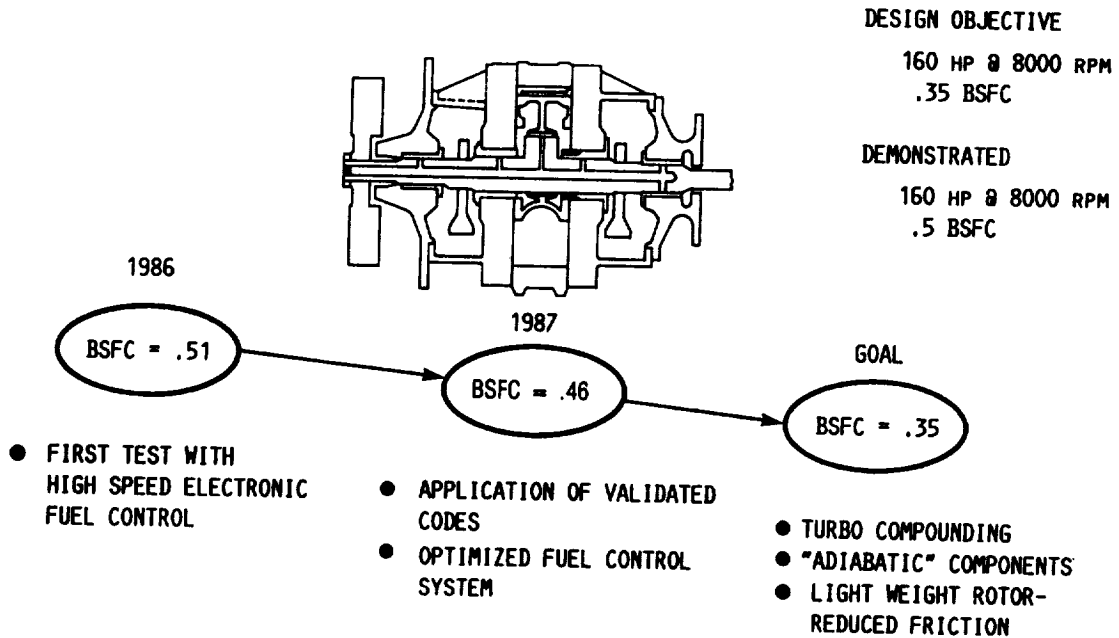 DESIGN OBJECTIVE
160 HP @ 8000 RPM
.35 BSFC
DEMONSTRATED
160 HP @ 8000 RPM
.5 BSFC
1986
BSFC = .51
● FIRST TEST WITH
HIGH SPEED ELECTRONIC
FUEL CONTROL
1987
BSFC = .46
● APPLICATION OF VALIDATED
CODES
● OPTIMIZED FUEL CONTROL
SYSTEM
GOAL
BSFC = .35
● TURBO COMPOUNDING
● "ADIABATIC" COMPONENTS
● LIGHT WEIGHT ROTOR-
REDUCED FRICTION